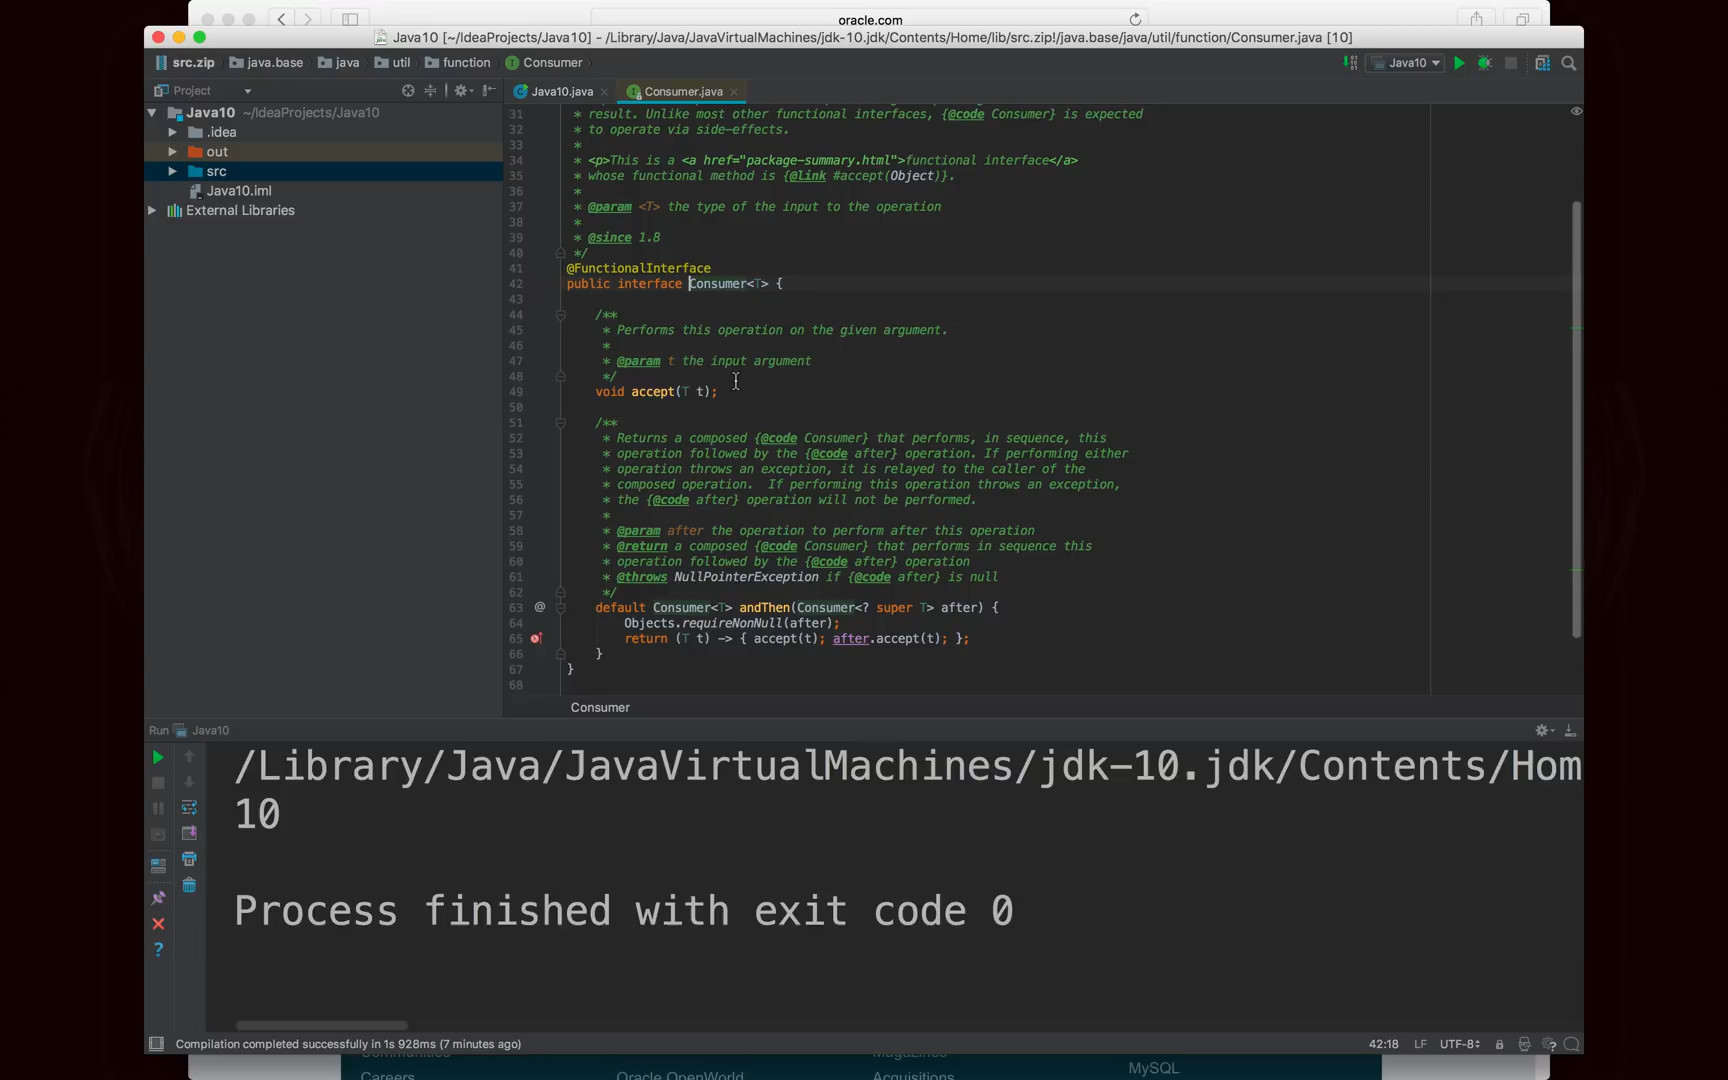 oracle.com
Java10 [~/IdeaProjects/Java10] - /Library/Java/JavaVirtualMachines/jdk-10.jdk/Contents/Home/lib/src.zip!/java.base/java/util/function/Consumer.java [10]
src.zip java.base java util function Consumer
Java10
Project
Java10.java Consumer.java
Java10 ~/IdeaProjects/Java10
.idea
out
src
Java10.iml
External Libraries
31 * result. Unlike most other functional interfaces, {@code Consumer} is expected
32 * to operate via side-effects.
33 *
34 * <p>This is a <a href="package-summary.html">functional interface</a>
35 * whose functional method is {@link #accept(Object)}.
36 *
37 * @param <T> the type of the input to the operation
38 *
39 * @since 1.8
40 */
41 @FunctionalInterface
42 public interface Consumer<T> {
43
44 /**
45 * Performs this operation on the given argument.
46 *
47 * @param t the input argument
48 */
49 void accept(T t);
50
51 /**
52 * Returns a composed {@code Consumer} that performs, in sequence, this
53 * operation followed by the {@code after} operation. If performing either
54 * operation throws an exception, it is relayed to the caller of the
55 * composed operation.  If performing this operation throws an exception,
56 * the {@code after} operation will not be performed.
57 *
58 * @param after the operation to perform after this operation
59 * @return a composed {@code Consumer} that performs in sequence this
60 * operation followed by the {@code after} operation
61 * @throws NullPointerException if {@code after} is null
62 */
63 @ default Consumer<T> andThen(Consumer<? super T> after) {
64 Objects.requireNonNull(after);
65 return (T t) -> { accept(t); after.accept(t); };
66 }
67 }
68
Consumer
Run Java10
/Library/Java/JavaVirtualMachines/jdk-10.jdk/Contents/Hom
10
Process finished with exit code 0
Compilation completed successfully in 1s 928ms (7 minutes ago)
42:18 LF UTF-8
Careers Oracle OpenWorld Acquisitions MySQL